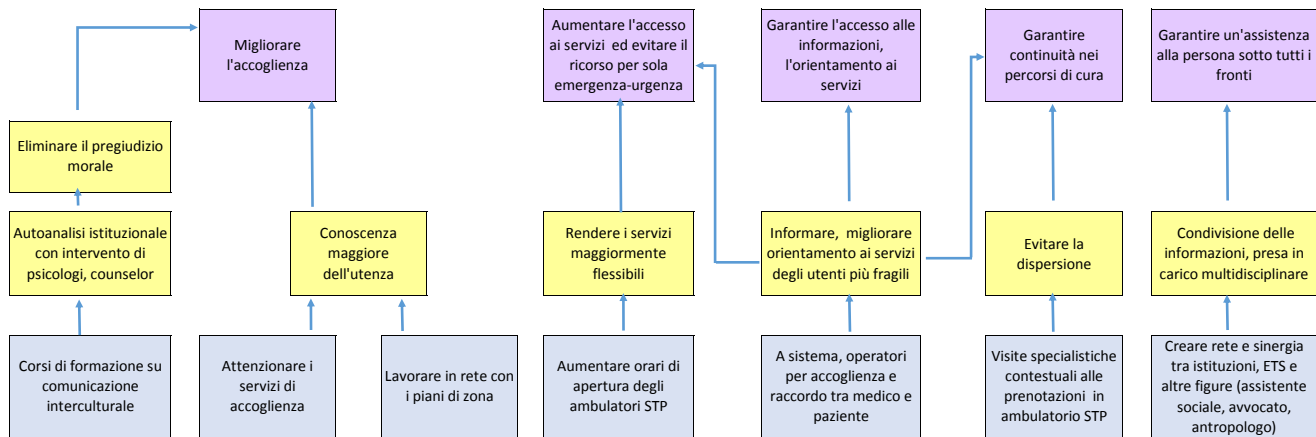 Migliorare
l'accoglienza
Aumentare l'accesso
ai servizi ed evitare il
ricorso per sola
emergenza-urgenza
Garantire l'accesso alle
informazioni,
l'orientamento ai
servizi
Garantire
continuità nei
percorsi di cura
Garantire un'assistenza
alla persona sotto tutti i
fronti
Eliminare il pregiudizio
morale
Autoanalisi istituzionale
con intervento di
psicologi, counselor
Conoscenza
maggiore
dell'utenza
Rendere i servizi
maggiormente
flessibili
Informare, migliorare
orientamento ai servizi
degli utenti più fragili
Evitare la
dispersione
Condivisione delle
informazioni, presa in
carico multidisciplinare
Corsi di formazione su
comunicazione
interculturale
Attenzionare i
servizi di
accoglienza
Lavorare in rete con
i piani di zona
Aumentare orari di
apertura degli
ambulatori STP
A sistema, operatori
per accoglienza e
raccordo tra medico e
paziente
Visite specialistiche
contestuali alle
prenotazioni in
ambulatorio STP
Creare rete e sinergia
tra istituzioni, ETS e
altre figure (assistente
sociale, avvocato,
antropologo)